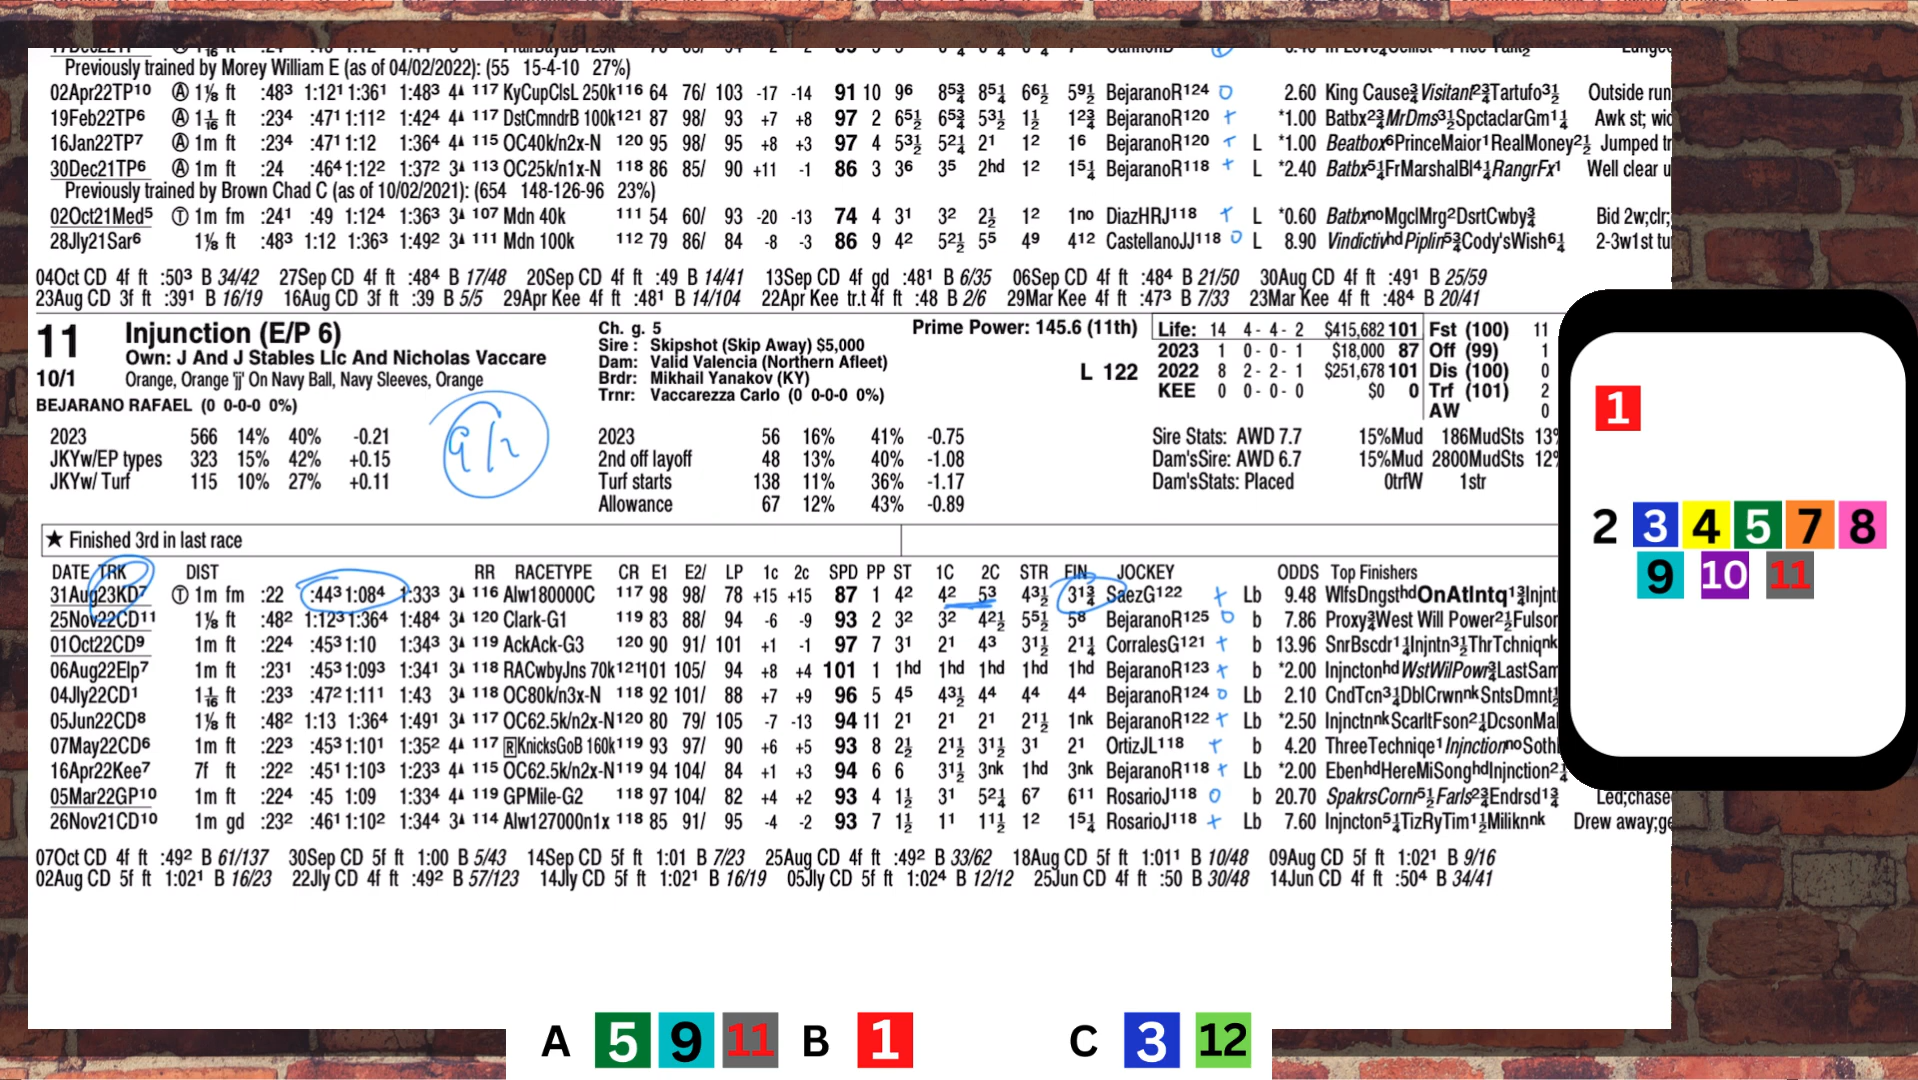 Previously trained by Morey William E (as of 04/02/2022): (55 15-4-10 27%)
02Apr22TP¹⁰ Ⓐ 1⅛ ft :48³ 1:12¹ 1:36¹ 1:48³ 4▲ 117 KyCupClsL 250k 116 64 76/ 103 -17 -14 91 10 9⁶ 8⁵¾ 8⁵¼ 6⁶½ 5⁹½ BejaranoR¹²⁴ O 2.60 King Cause¾Visitant²¾Tartufo³½ Outside run
19Feb22TP⁶ Ⓐ 1 1/16 ft :23⁴ :47¹ 1:11² 1:42⁴ 4▲ 117 DstCmndrB 100k 121 87 98/ 93 +7 +8 97 2 6⁵½ 6⁵¾ 5³½ 1½ 1²¾ BejaranoR¹²⁰ + *1.00 Batbx²¾MrDms³½SpctaclarGm¹¼ Awk st; wid
16Jan22TP⁷ Ⓐ 1m ft :23⁴ :47¹ 1:12 1:36⁴ 4▲ 115 OC40k/n2x-N 120 95 98/ 95 +8 +3 97 4 5³½ 5²¼ 2¹ 1² 1⁶ BejaranoR¹²⁰ + L *1.00 Beatbox⁶PrinceMaior¹RealMoney²½ Jumped tr
30Dec21TP⁶ Ⓐ 1m ft :24 :46⁴ 1:12² 1:37² 3▲ 113 OC25k/n1x-N 118 86 85/ 90 +11 -1 86 3 3⁶ 3⁵ 2hd 1² 1⁵¼ BejaranoR¹¹⁸ + L *2.40 Batbx⁵¼FrMarshalBl⁴¼RangrFx¹ Well clear u
Previously trained by Brown Chad C (as of 10/02/2021): (654 148-126-96 23%)
02Oct21Med⁵ Ⓣ 1m fm :24¹ :49 1:12⁴ 1:36³ 3▲ 107 Mdn 40k 111 54 60/ 93 -20 -13 74 4 3¹ 3² 2½ 1² 1no DiazHRJ¹¹⁸ + L *0.60 BatbxnoMgclMrg²DsrtCwby¾ Bid 2w;clr;
28Jly21Sar⁶ 1⅛ ft :48³ 1:12 1:36³ 1:49² 3▲ 111 Mdn 100k 112 79 86/ 84 -8 -3 86 9 4² 5²½ 5⁵ 4⁹ 4¹² CastellanoJJ¹¹⁸ O L 8.90 VindictivhdPiplin⁵¾Cody'sWish⁶¼ 2-3w1st tu
04Oct CD 4f ft :50³ B 34/42 27Sep CD 4f ft :48⁴ B 17/48 20Sep CD 4f ft :49 B 14/41 13Sep CD 4f gd :48¹ B 6/35 06Sep CD 4f ft :48⁴ B 21/50 30Aug CD 4f ft :49¹ B 25/59
23Aug CD 3f ft :39¹ B 16/19 16Aug CD 3f ft :39 B 5/5 29Apr Kee 4f ft :48¹ B 14/104 22Apr Kee tr.t 4f ft :48 B 2/6 29Mar Kee 4f ft :47³ B 7/33 23Mar Kee 4f ft :48⁴ B 20/41
11 Injunction (E/P 6)
Own: J And J Stables Llc And Nicholas Vaccare
10/1 Orange, Orange 'jj' On Navy Ball, Navy Sleeves, Orange
BEJARANO RAFAEL (0 0-0-0 0%)
Ch. g. 5
Sire : Skipshot (Skip Away) $5,000
Dam: Valid Valencia (Northern Afleet)
Brdr: Mikhail Yanakov (KY)
Trnr: Vaccarezza Carlo (0 0-0-0 0%)
Prime Power: 145.6 (11th)
L 122
Life: 14 4- 4- 2 $415,682 101 Fst (100) 11
2023 1 0- 0- 1 $18,000 87 Off (99) 1
2022 8 2- 2- 1 $251,678 101 Dis (100) 0
KEE 0 0- 0- 0 $0 0 Trf (101) 2
AW 0
2023 566 14% 40% -0.21
JKYw/EP types 323 15% 42% +0.15
JKYw/ Turf 115 10% 27% +0.11
9/2
2023 56 16% 41% -0.75
2nd off layoff 48 13% 40% -1.08
Turf starts 138 11% 36% -1.17
Allowance 67 12% 43% -0.89
Sire Stats: AWD 7.7 15%Mud 186MudSts 13%
Dam'sSire: AWD 6.7 15%Mud 2800MudSts 12%
Dam'sStats: Placed 0trfW 1str
★ Finished 3rd in last race
DATE TRK DIST RR RACETYPE CR E1 E2/ LP 1c 2c SPD PP ST 1C 2C STR FIN JOCKEY ODDS Top Finishers
31Aug23KD⁷ Ⓣ 1m fm :22 :44³ 1:08⁴ 1:33³ 3▲ 116 Alw180000C 117 98 98/ 78 +15 +15 87 1 4² 4² 5³ 4³½ 3¹¾ SaezG¹²² + Lb 9.48 WlfsDngsthdOnAtIntq¹¾Injnt
25Nov22CD¹¹ 1⅛ ft :48² 1:12³ 1:36⁴ 1:48⁴ 3▲ 120 Clark-G1 119 83 88/ 94 -6 -9 93 2 3² 3² 4²½ 5⁵½ 5⁸ BejaranoR¹²⁵ O b 7.86 Proxy¾West Will Power²½Fulsor
01Oct22CD⁹ 1m ft :22⁴ :45³ 1:10 1:34³ 3▲ 119 AckAck-G3 120 90 91/ 101 +1 -1 97 7 3¹ 2¹ 4³ 3¹½ 2¹¼ CorralesG¹²¹ + b 13.96 SnrBscdr¹¼Injntn³½ThrTchniqnk
06Aug22Elp⁷ 1m ft :23¹ :45³ 1:09³ 1:34¹ 3▲ 118 RACwbyJns 70k 121 101 105/ 94 +8 +4 101 1 1hd 1hd 1hd 1hd 1hd BejaranoR¹²³ + b *2.00 InjnctonhdWstWilPowr¾LastSam
04Jly22CD¹ 1 1/16 ft :23³ :47² 1:11¹ 1:43 3▲ 118 OC80k/n3x-N 118 92 101/ 88 +7 +9 96 5 4⁵ 4³½ 4⁴ 4⁴ 4⁴ BejaranoR¹²⁴ O Lb 2.10 CndTcn³¼DblCrwnnkSntsDmnt½
05Jun22CD⁸ 1⅛ ft :48² 1:13 1:36⁴ 1:49¹ 3▲ 117 OC62.5k/n2x-N 120 80 79/ 105 -7 -13 94 11 2¹ 2¹ 2¹ 2¹½ 1nk BejaranoR¹²² + Lb *2.50 InjnctnnkScarltFson²¼DcsonMal
07May22CD⁶ 1m ft :22³ :45³ 1:10¹ 1:35² 4▲ 117 🅁KnicksGoB 160k 119 93 97/ 90 +6 +5 93 8 2½ 2¹½ 3¹½ 3¹ 2¹ OrtizJL¹¹⁸ + b 4.20 ThreeTechniqe¹InjnctionnoSothl
16Apr22Kee⁷ 7f ft :22² :45¹ 1:10³ 1:23³ 4▲ 115 OC62.5k/n2x-N 119 94 104/ 84 +1 +3 94 6 6 3¹½ 3nk 1hd 3nk BejaranoR¹¹⁸ + Lb *2.00 EbenhdHereMiSonghdInjnction²¼
05Mar22GP¹⁰ 1m ft :22⁴ :45 1:09 1:33⁴ 4▲ 119 GPMile-G2 118 97 104/ 82 +4 +2 93 4 1½ 3¹ 5²¼ 6⁷ 6¹¹ RosarioJ¹¹⁸ O b 20.70 SpakrsCornr⁵½Farls²¾Endrsd¹¾ Led;chase
26Nov21CD¹⁰ 1m gd :23² :46¹ 1:10² 1:34⁴ 3▲ 114 Alw127000n1x 118 85 91/ 95 -4 -2 93 7 1½ 1¹ 1¹½ 1² 1⁵¼ RosarioJ¹¹⁸ + Lb 7.60 Injncton⁵¼TizRyTim¹½Miliknnk Drew away;ge
07Oct CD 4f ft :49² B 61/137 30Sep CD 5f ft 1:00 B 5/43 14Sep CD 5f ft 1:01 B 7/23 25Aug CD 4f ft :49² B 33/62 18Aug CD 5f ft 1:01¹ B 10/48 09Aug CD 5f ft 1:02¹ B 9/16
02Aug CD 5f ft 1:02¹ B 16/23 22Jly CD 4f ft :49² B 57/123 14Jly CD 5f ft 1:02¹ B 16/19 05Jly CD 5f ft 1:02⁴ B 12/12 25Jun CD 4f ft :50 B 30/48 14Jun CD 4f ft :50⁴ B 34/41
1
2 3 4 5 7 8
9 10 11
A 5 9 11 B 1 C 3 12